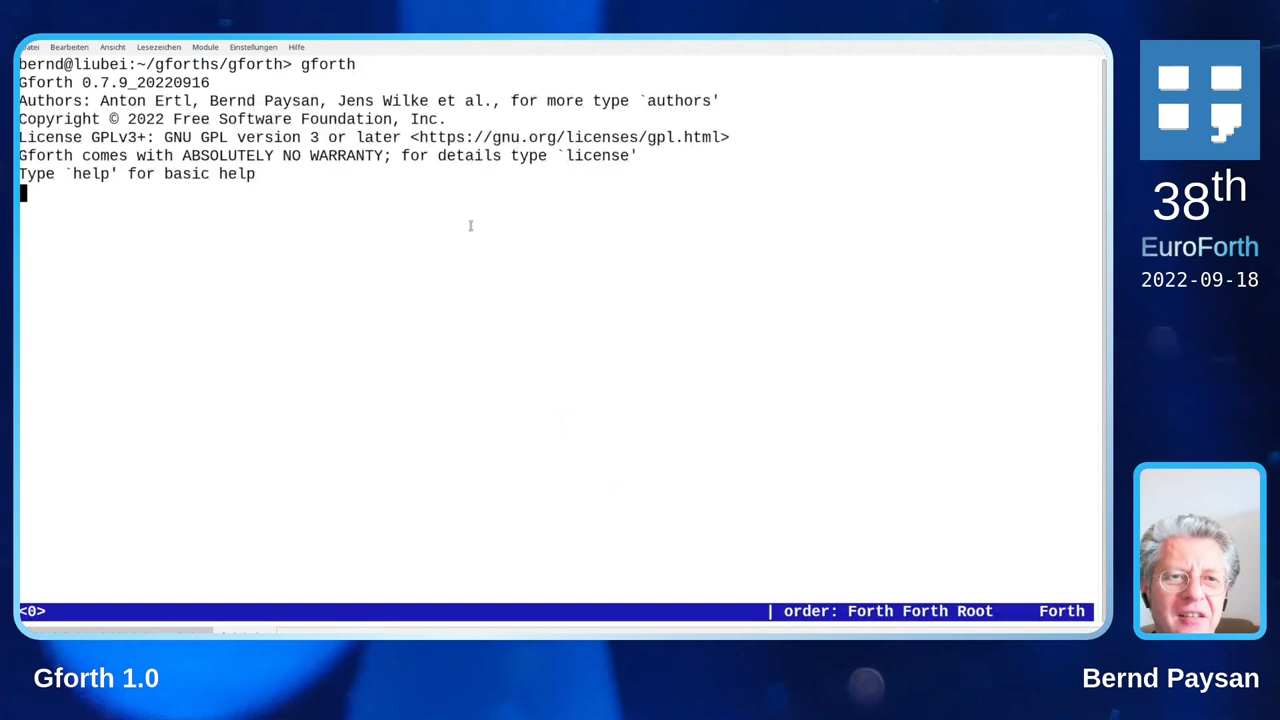 Datei Bearbeiten Ansicht Lesezeichen Module Einstellungen Hilfe
bernd@liubei:~/gforths/gforth> gforth
Gforth 0.7.9_20220916
Authors: Anton Ertl, Bernd Paysan, Jens Wilke et al., for more type `authors'
Copyright © 2022 Free Software Foundation, Inc.
License GPLv3+: GNU GPL version 3 or later <https://gnu.org/licenses/gpl.html>
Gforth comes with ABSOLUTELY NO WARRANTY; for details type `license'
Type `help' for basic help
<0> | order: Forth Forth Root Forth
38th
EuroForth
2022-09-18
Gforth 1.0
Bernd Paysan